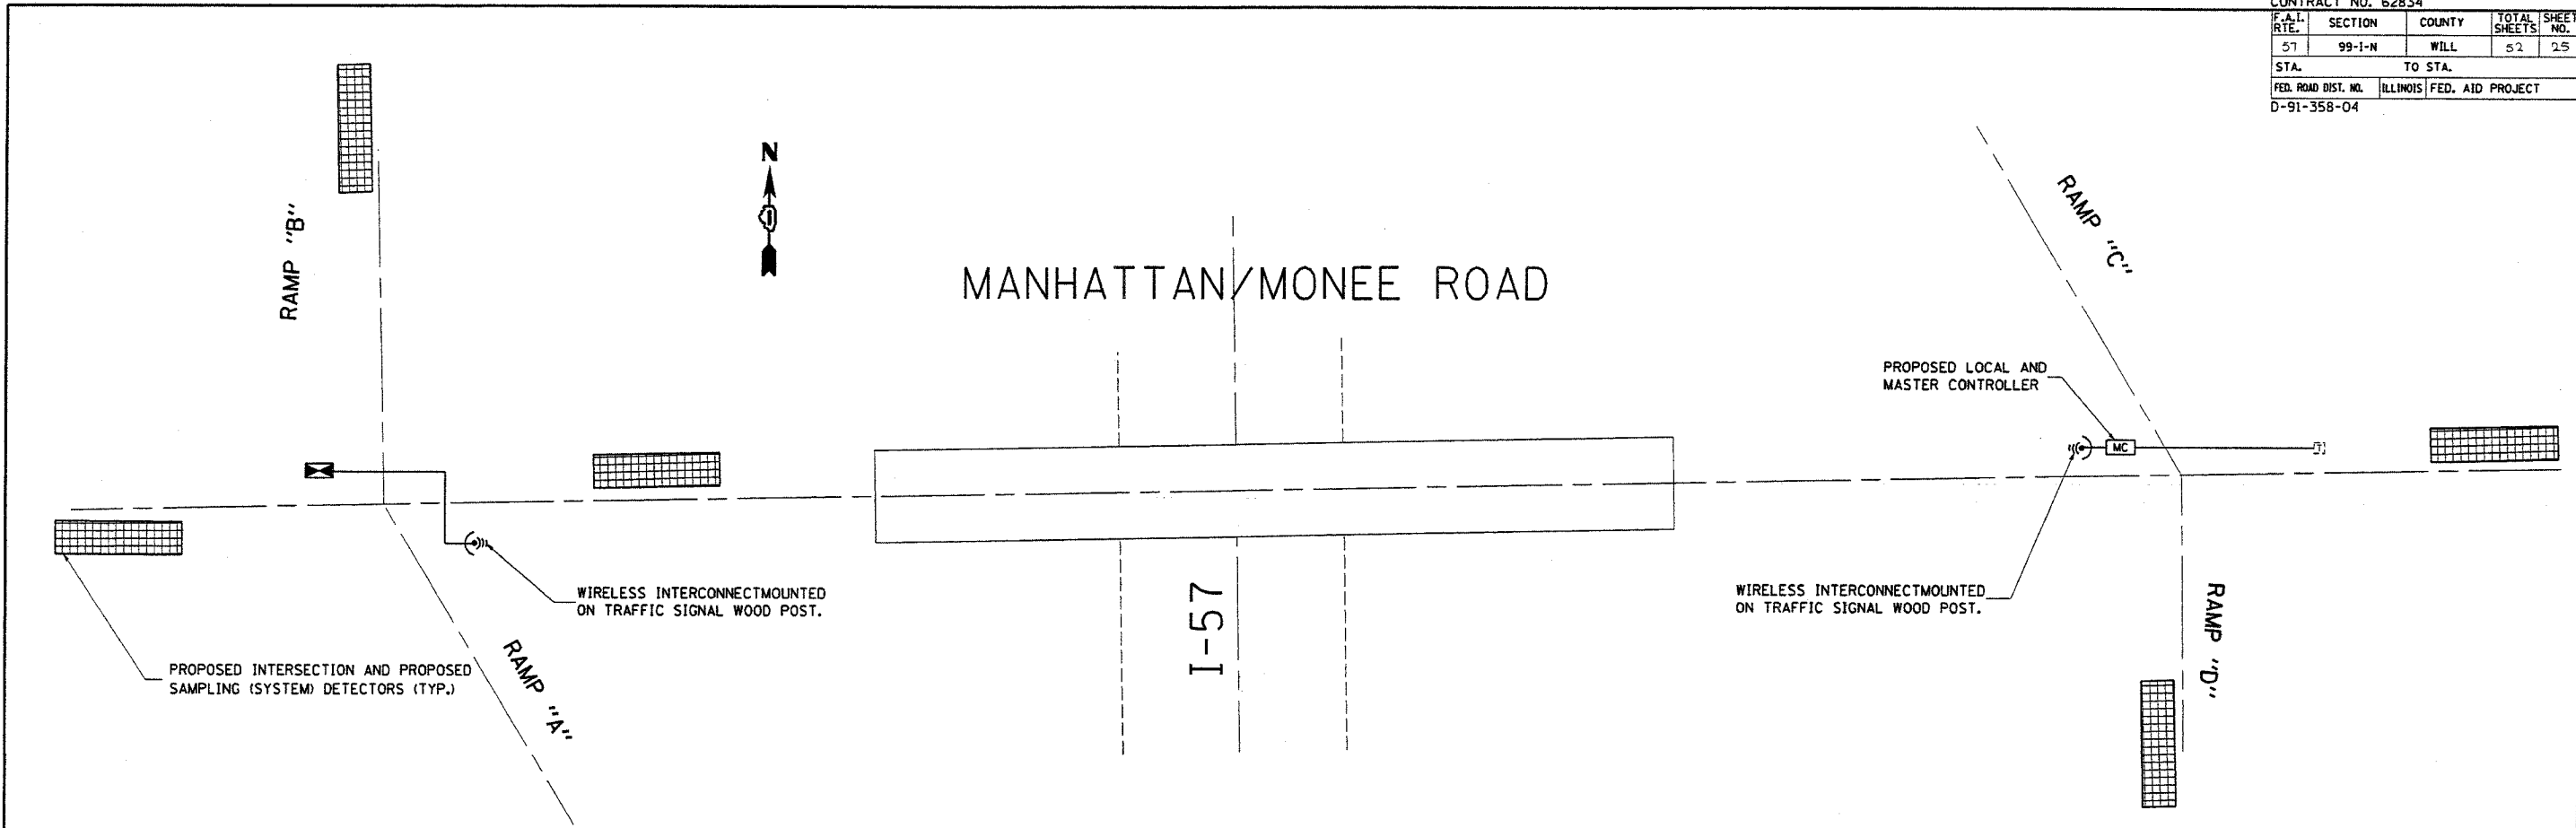 CONTRACT NO. 62834
F.A.I. RTE. SECTION COUNTY TOTAL SHEETS SHEET NO.
57 99-I-N WILL 52 25
STA. TO STA.
FED. ROAD DIST. NO. ILLINOIS FED. AID PROJECT
D-91-358-04
N
RAMP "B"
RAMP "C"
MANHATTAN/MONEE ROAD
PROPOSED LOCAL AND
MASTER CONTROLLER
MC
T
WIRELESS INTERCONNECTMOUNTED
ON TRAFFIC SIGNAL WOOD POST.
I-57
WIRELESS INTERCONNECTMOUNTED
ON TRAFFIC SIGNAL WOOD POST.
RAMP "D"
PROPOSED INTERSECTION AND PROPOSED
SAMPLING (SYSTEM) DETECTORS (TYP.)
RAMP "A"